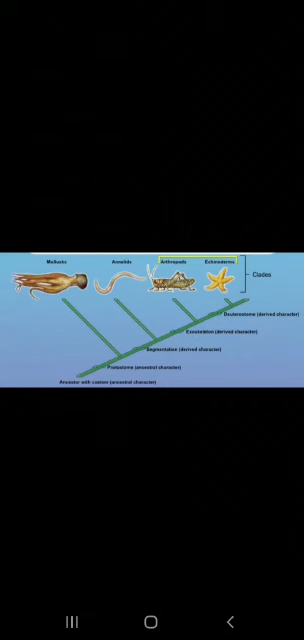 Mollusks Annelids Arthropods Echinoderms
Clades
Deuterostome (derived character)
Exoskeleton (derived character)
Segmentation (derived character)
Protostome (ancestral character)
Ancestor with coelom (ancestral character)